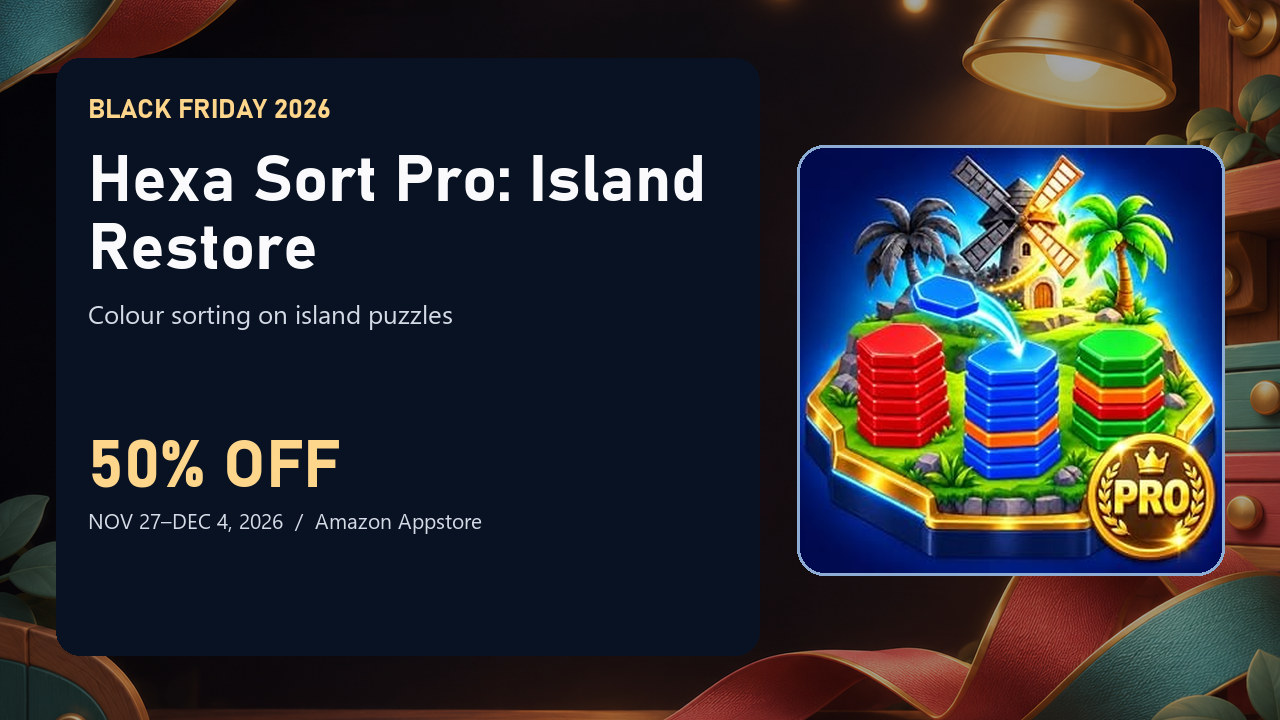 BLACK FRIDAY 2026
Hexa Sort Pro: Island
Restore
Colour sorting on island puzzles
50% OFF
NOV 27–DEC 4, 2026 / Amazon Appstore
PRO